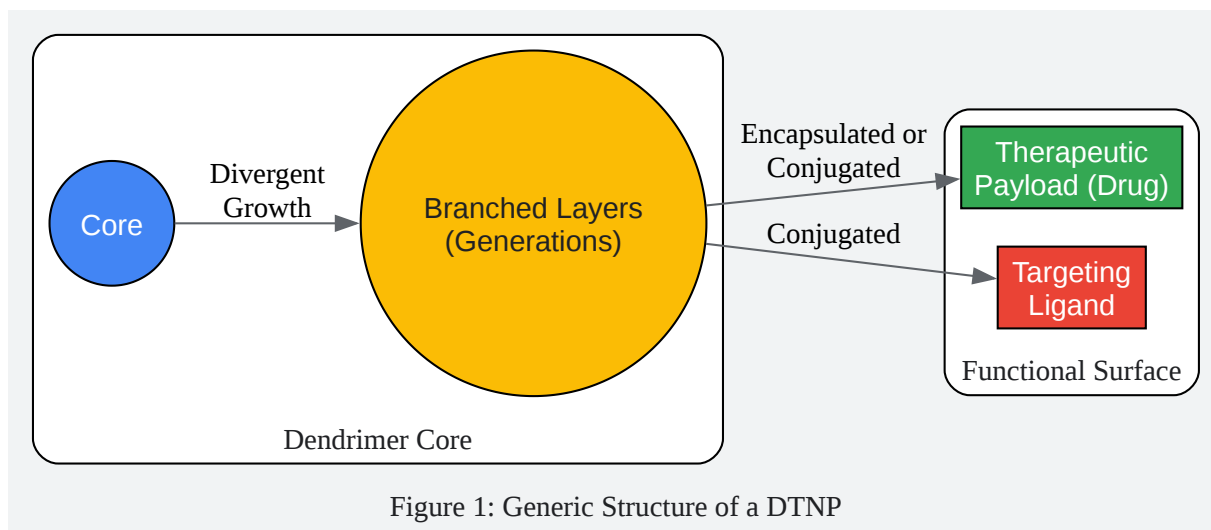 Core
Divergent
Growth
Branched Layers
(Generations)
Dendrimer Core
Encapsulated or
Conjugated
Conjugated
Therapeutic
Payload (Drug)
Targeting
Ligand
Functional Surface
Figure 1: Generic Structure of a DTNP